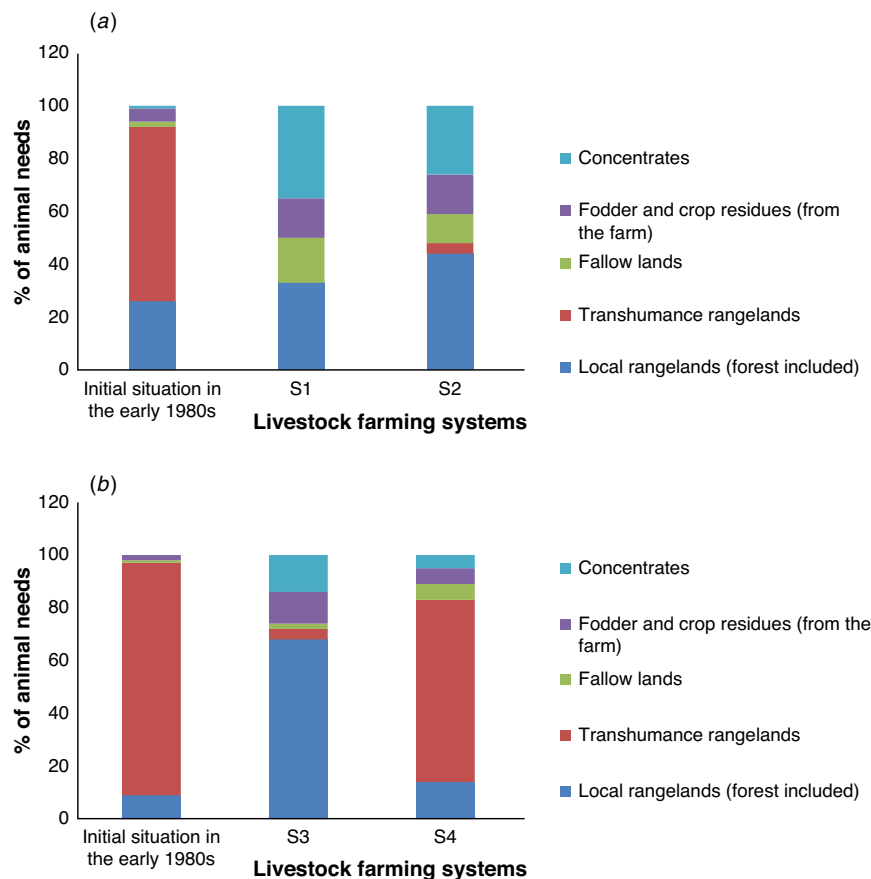 (a)
120
100
80
60
40
20
0
% of animal needs
Initial situation in
the early 1980s
S1
S2
Livestock farming systems
Concentrates
Fodder and crop residues (from
the farm)
Fallow lands
Transhumance rangelands
Local rangelands (forest included)
(b)
120
100
80
60
40
20
0
% of animal needs
Initial situation in
the early 1980s
S3
S4
Livestock farming systems
Concentrates
Fodder and crop residues (from the
farm)
Fallow lands
Transhumance rangelands
Local rangelands (forest included)